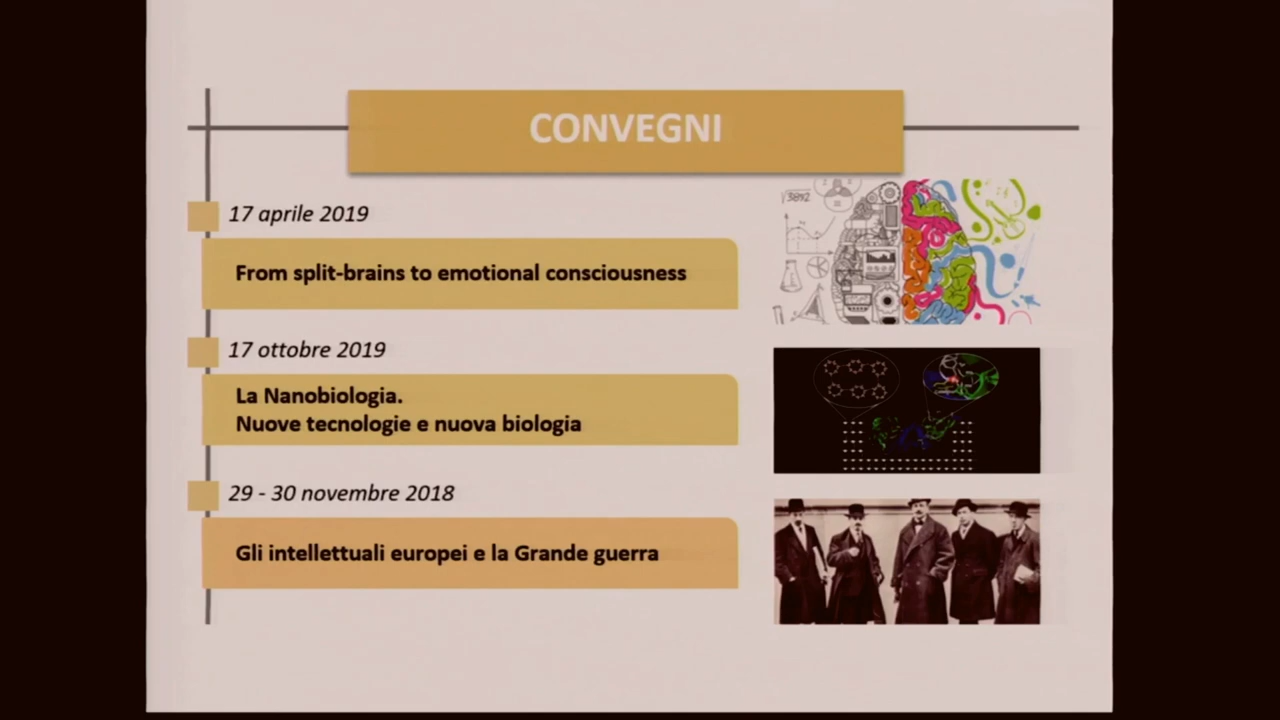 CONVEGNI
17 aprile 2019
From split-brains to emotional consciousness
17 ottobre 2019
La Nanobiologia.
Nuove tecnologie e nuova biologia
29 - 30 novembre 2018
Gli intellettuali europei e la Grande guerra